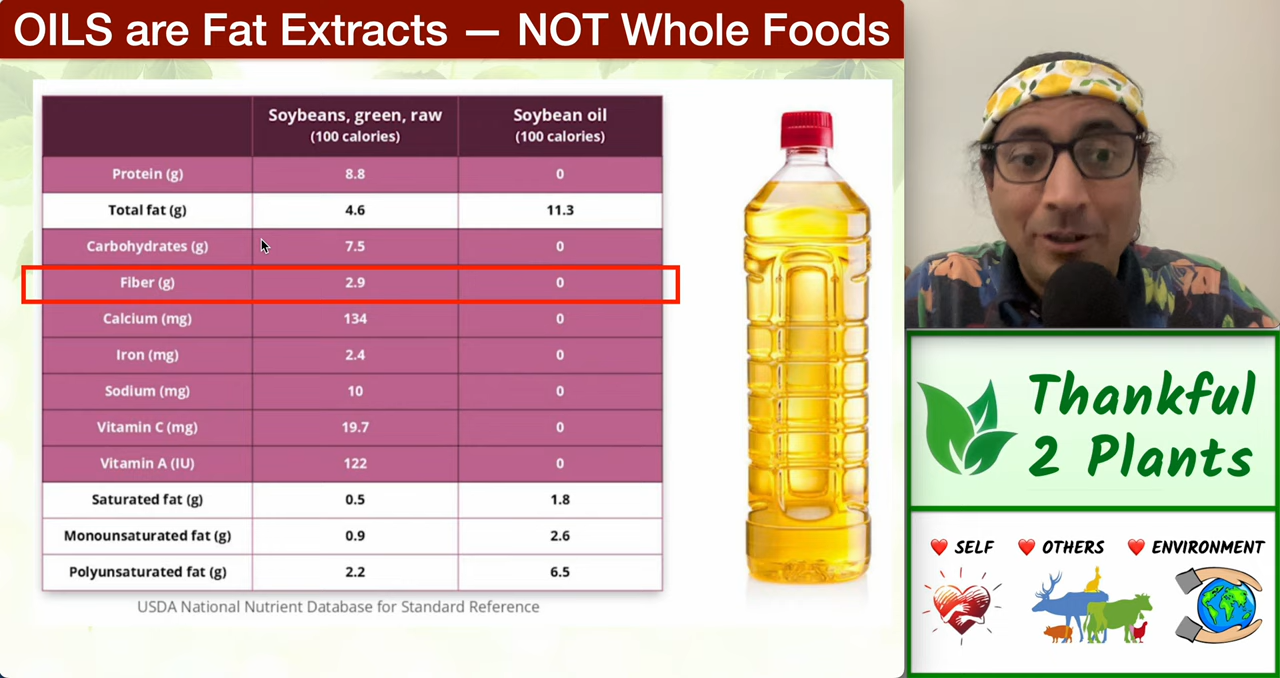 OILS are Fat Extracts — NOT Whole Foods
Soybeans, green, raw
(100 calories)
Soybean oil
(100 calories)
Protein (g) 8.8 0
Total fat (g) 4.6 11.3
Carbohydrates (g) 7.5 0
Fiber (g) 2.9 0
Calcium (mg) 134 0
Iron (mg) 2.4 0
Sodium (mg) 10 0
Vitamin C (mg) 19.7 0
Vitamin A (IU) 122 0
Saturated fat (g) 0.5 1.8
Monounsaturated fat (g) 0.9 2.6
Polyunsaturated fat (g) 2.2 6.5
USDA National Nutrient Database for Standard Reference
Thankful
2 Plants
SELF
OTHERS
ENVIRONMENT